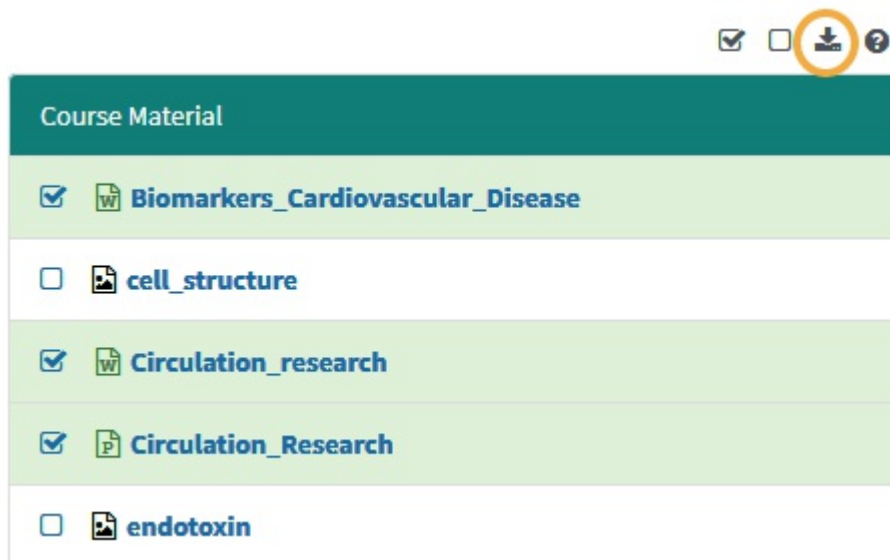 Course Material
Biomarkers_Cardiovascular_Disease
cell_structure
Circulation_research
Circulation_Research
endotoxin